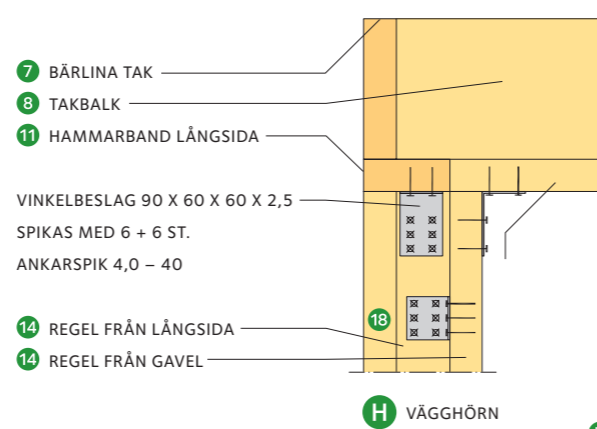 7 BÄRLINA TAK
8 TAKBALK
11 HAMMARBAND LÅNGSIDA
VINKELBESLAG 90 X 60 X 60 X 2,5
SPIKAS MED 6 + 6 ST.
ANKARSPIK 4,0 – 40
18
14 REGEL FRÅN LÅNGSIDA
14 REGEL FRÅN GAVEL
H VÄGGHÖRN